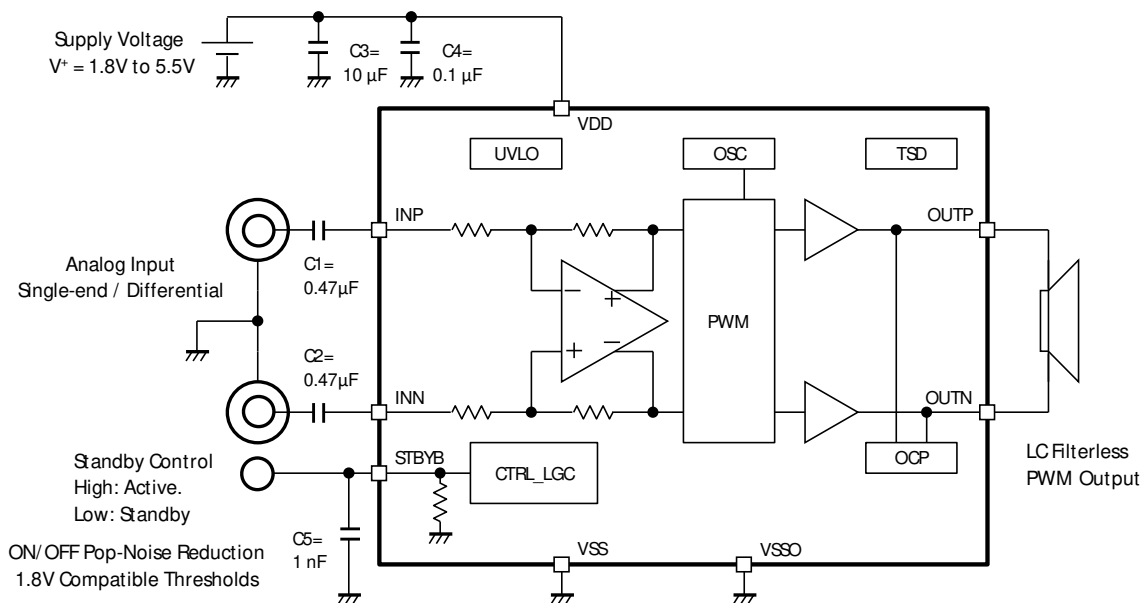 Supply Voltage
V⁺ = 1.8V to 5.5V
C3=
10 µF
C4=
0.1 µF
VDD
UVLO
OSC
TSD
INP
OUTP
C1=
0.47µF
Analog Input
Single-end / Differential
−
+
+
−
PWM
C2=
0.47µF
INN
OUTN
STBYB
CTRL_LGC
OCP
LC Filterless
PWM Output
Standby Control
High: Active.
Low: Standby
C5=
1 nF
ON/OFF Pop-Noise Reduction
1.8V Compatible Thresholds
VSS
VSSO